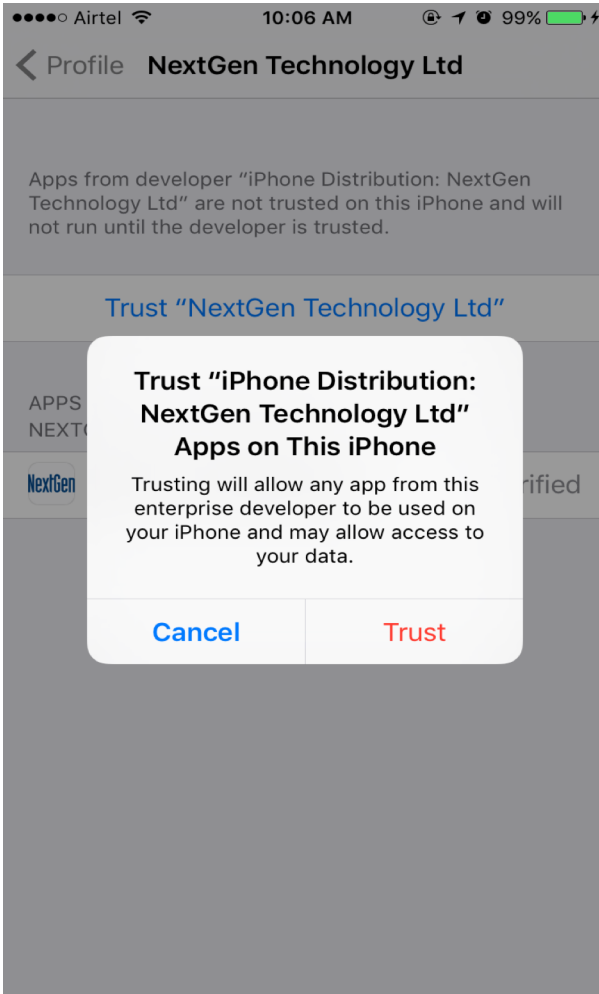 Airtel 10:06 AM 99%
Profile NextGen Technology Ltd
Apps from developer “iPhone Distribution: NextGen
Technology Ltd” are not trusted on this iPhone and will
not run until the developer is trusted.
Trust “NextGen Technology Ltd”
Trust “iPhone Distribution:
NextGen Technology Ltd”
Apps on This iPhone
APPS
Trusting will allow any app from this
enterprise developer to be used on
your iPhone and may allow access to
your data.
NextGen
Cancel Trust